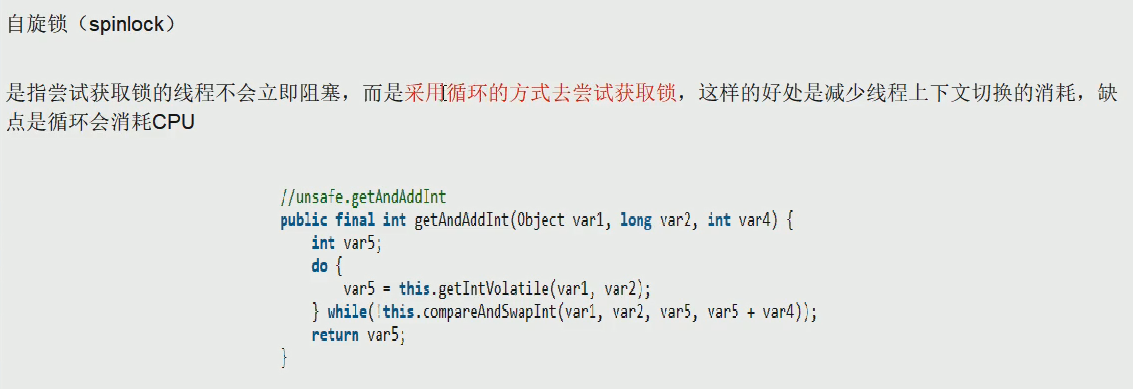 自旋锁（spinlock）
是指尝试获取锁的线程不会立即阻塞，而是采用循环的方式去尝试获取锁，这样的好处是减少线程上下文切换的消耗，缺
点是循环会消耗CPU
//unsafe.getAndAddInt
public final int getAndAddInt(Object var1, long var2, int var4) {
    int var5;
    do {
        var5 = this.getIntVolatile(var1, var2);
    } while(!this.compareAndSwapInt(var1, var2, var5, var5 + var4));
    return var5;
}